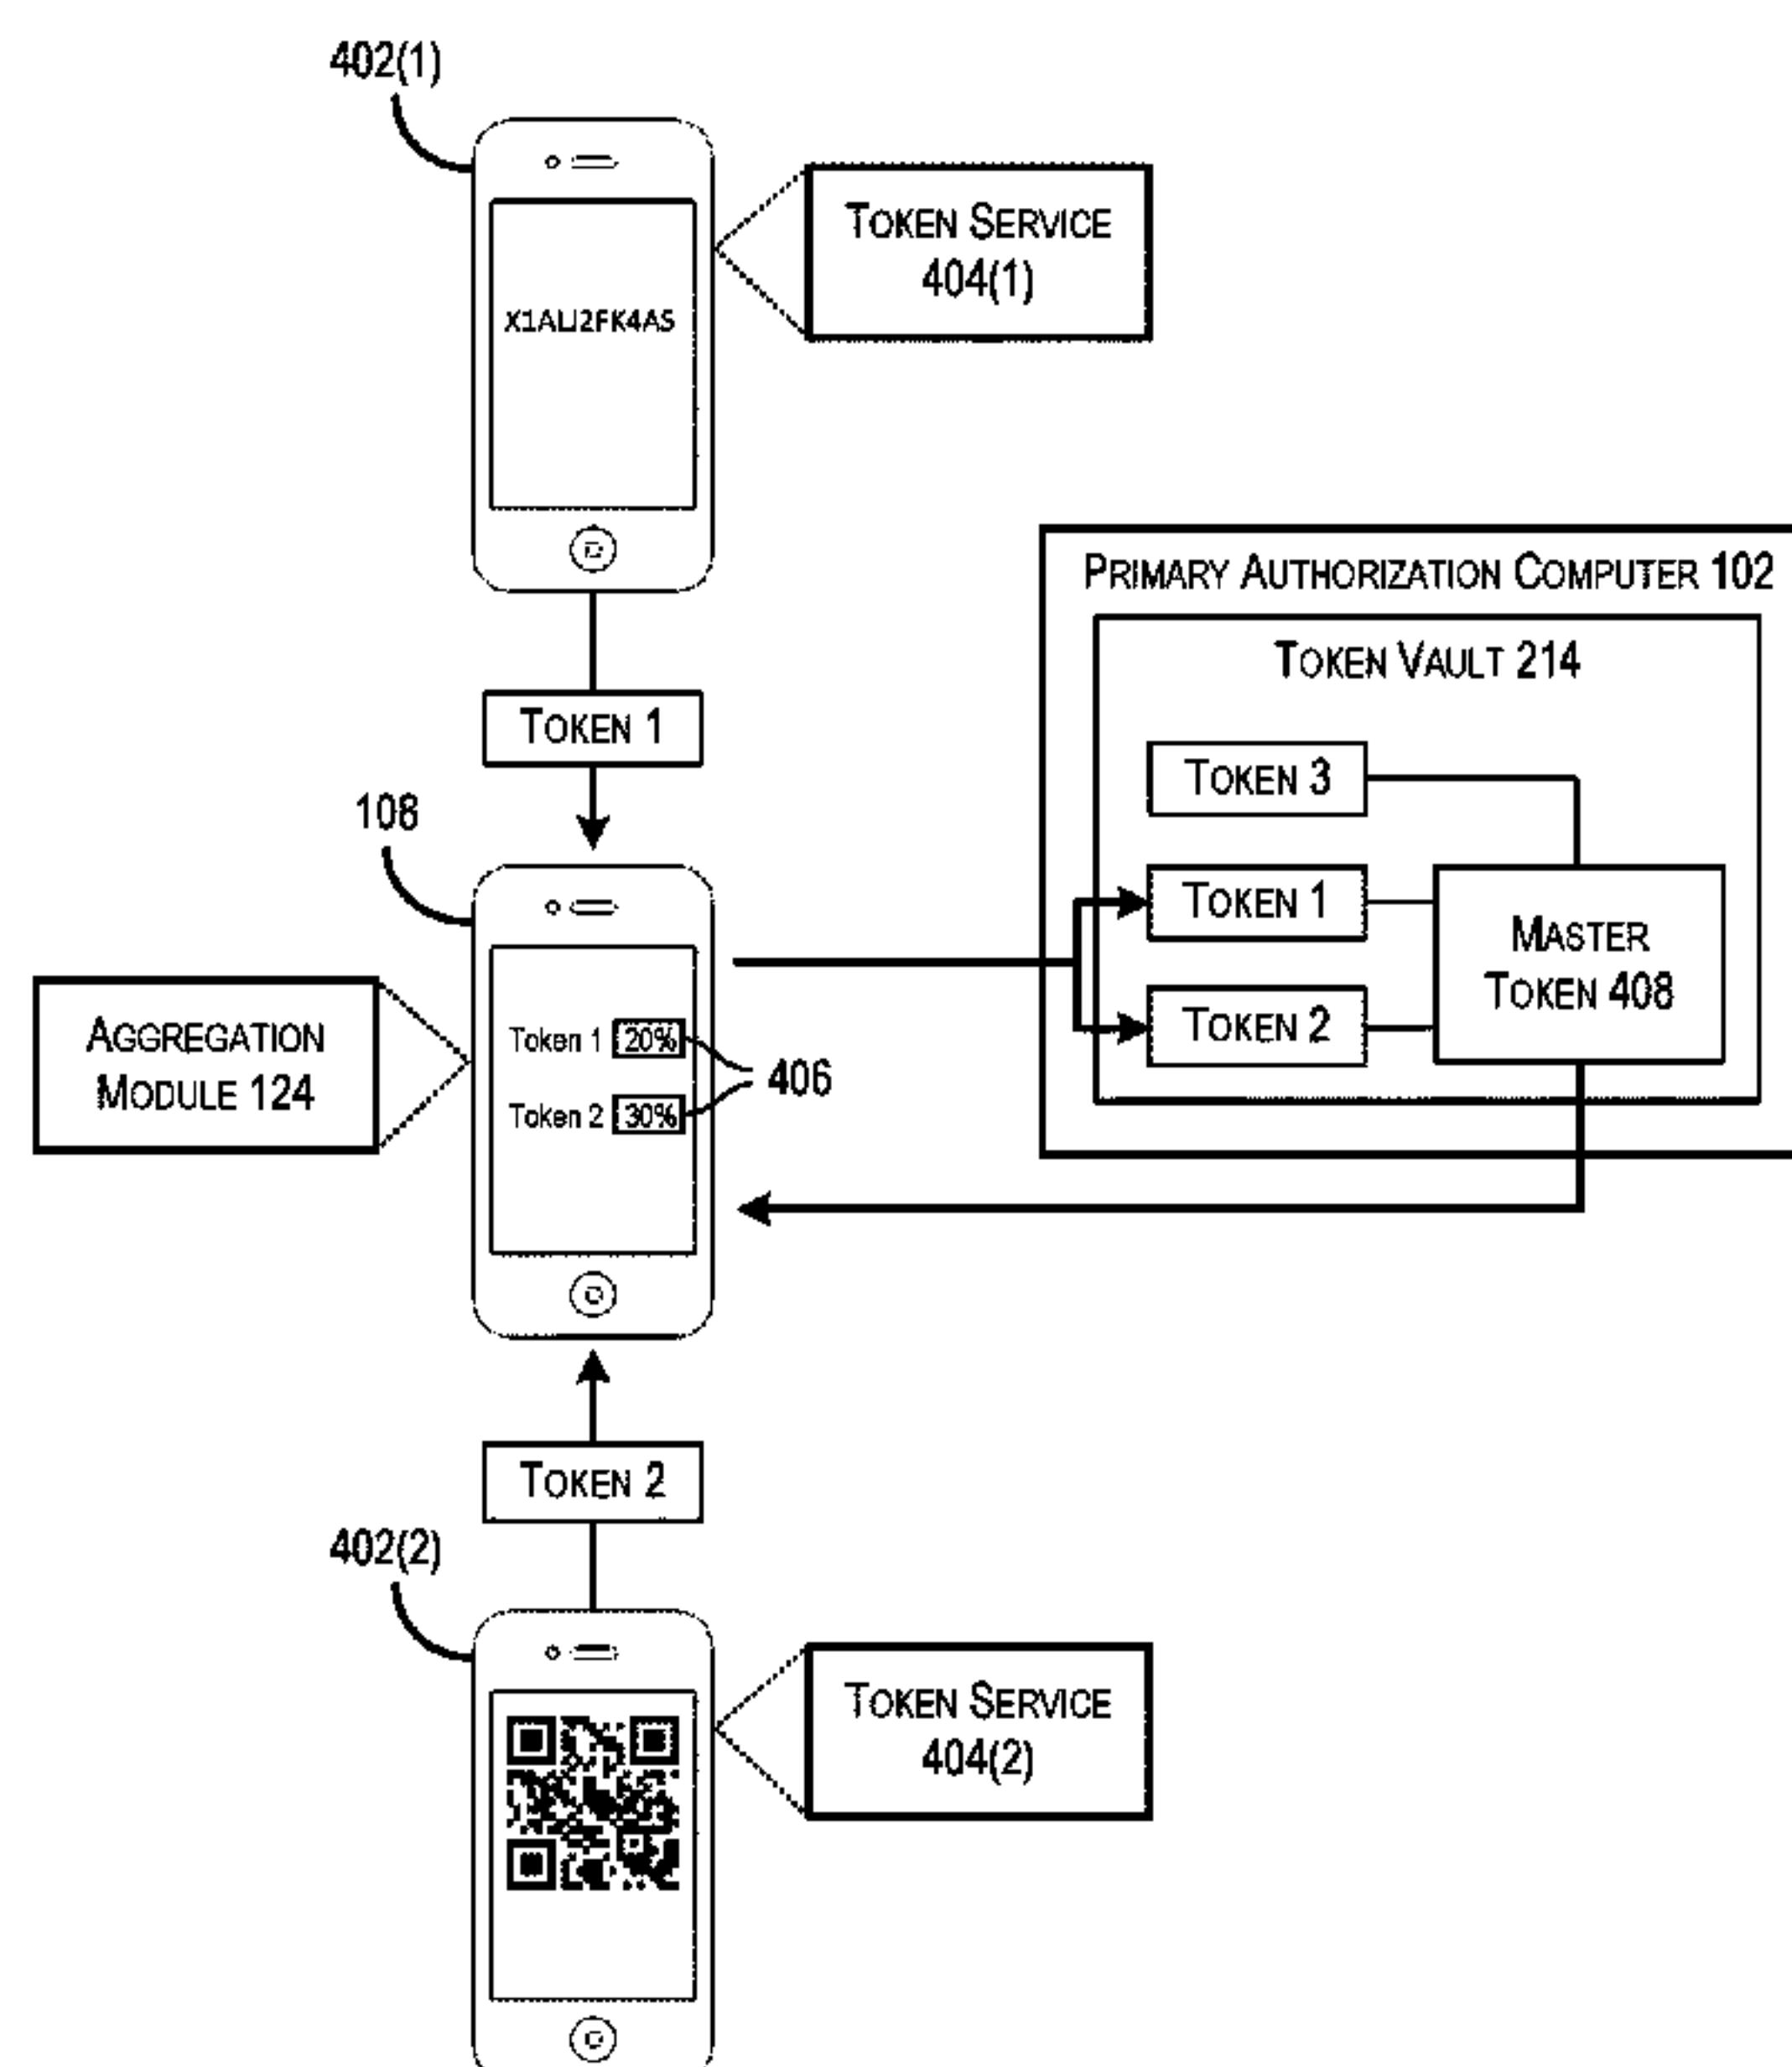 402(1)
TOKEN SERVICE
404(1)
X1ALJ2FK4AS
PRIMARY AUTHORIZATION COMPUTER 102
TOKEN VAULT 214
TOKEN 1
TOKEN 3
108
TOKEN 1
MASTER
TOKEN 408
AGGREGATION
MODULE 124
Token 1 20%
TOKEN 2
406
Token 2 30%
TOKEN 2
402(2)
TOKEN SERVICE
404(2)